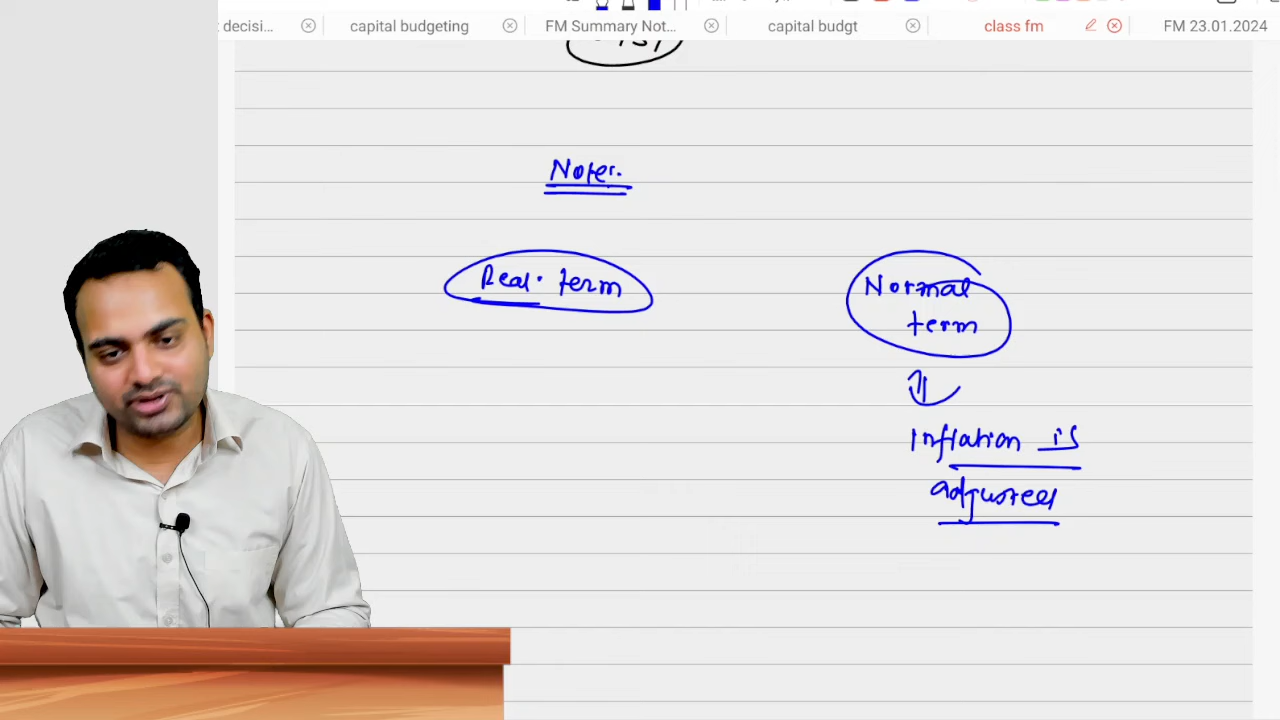 t decisi...
capital budgeting
FM Summary Not...
capital budgt
class fm
FM 23.01.2024
Notes.
Real. term
Normal
term
Inflation is
adjusted